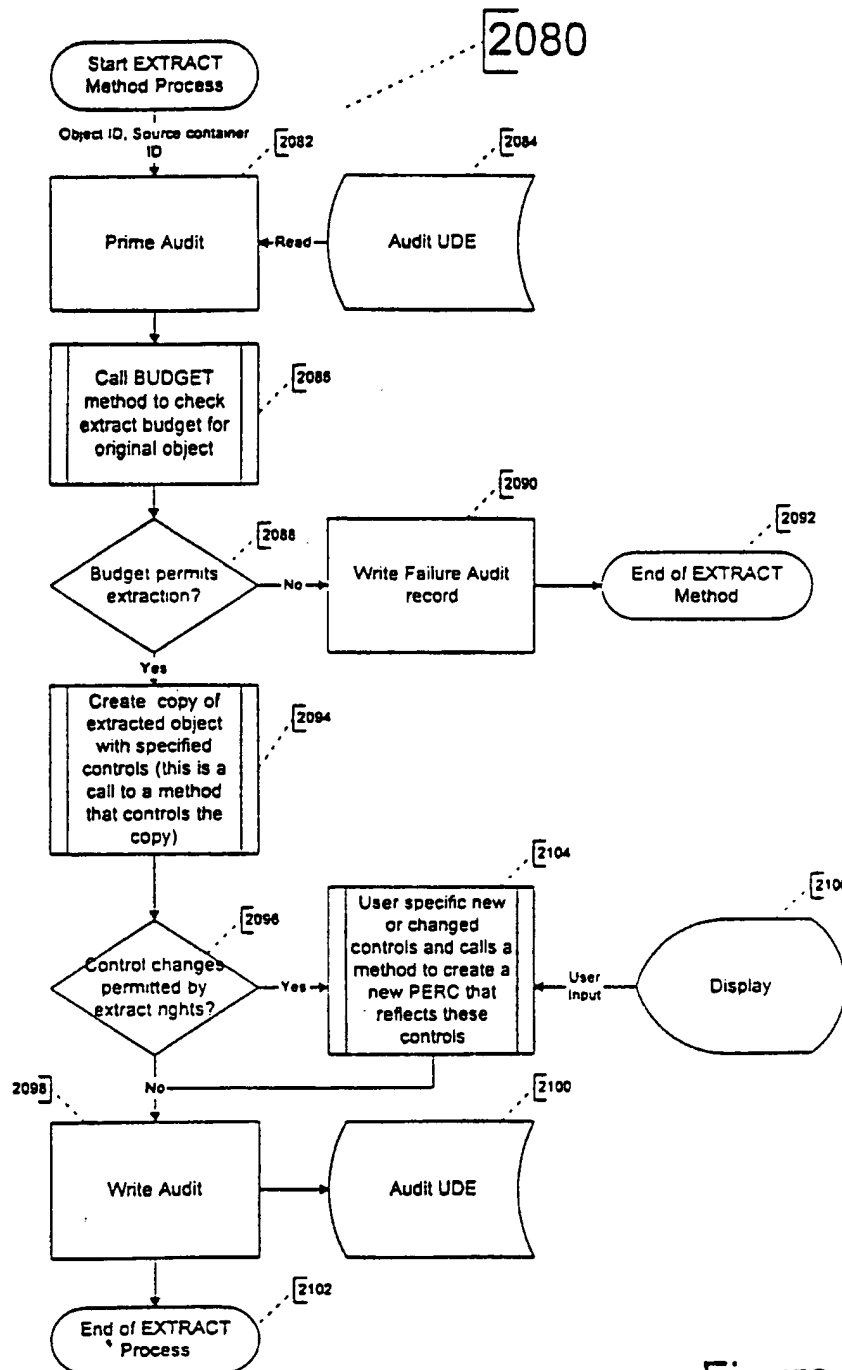 2080
Start EXTRACT
Method Process
Object ID, Source container
ID
2082
2084
Prime Audit
Read
Audit UDE
Call BUDGET
method to check
extract budget for
original object
2086
2090
2088
2092
Budget permits
extraction?
No
Write Failure Audit
record
End of EXTRACT
Method
Yes
Create copy of
extracted object
with specified
controls (this is a
call to a method
that controls the
copy)
2094
2104
2096
User specific new
or changed
controls and calls a
method to create a
new PERC that
reflects these
controls
Control changes
permitted by
extract rights?
Yes
User
Input
Display
No
2098
2100
Write Audit
Audit UDE
2102
End of EXTRACT
Process